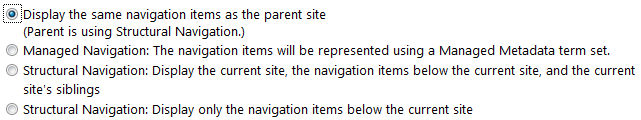 Display the same navigation items as the parent site
(Parent is using Structural Navigation.)
Managed Navigation: The navigation items will be represented using a Managed Metadata term set.
Structural Navigation: Display the current site, the navigation items below the current site, and the current
site's siblings
Structural Navigation: Display only the navigation items below the current site